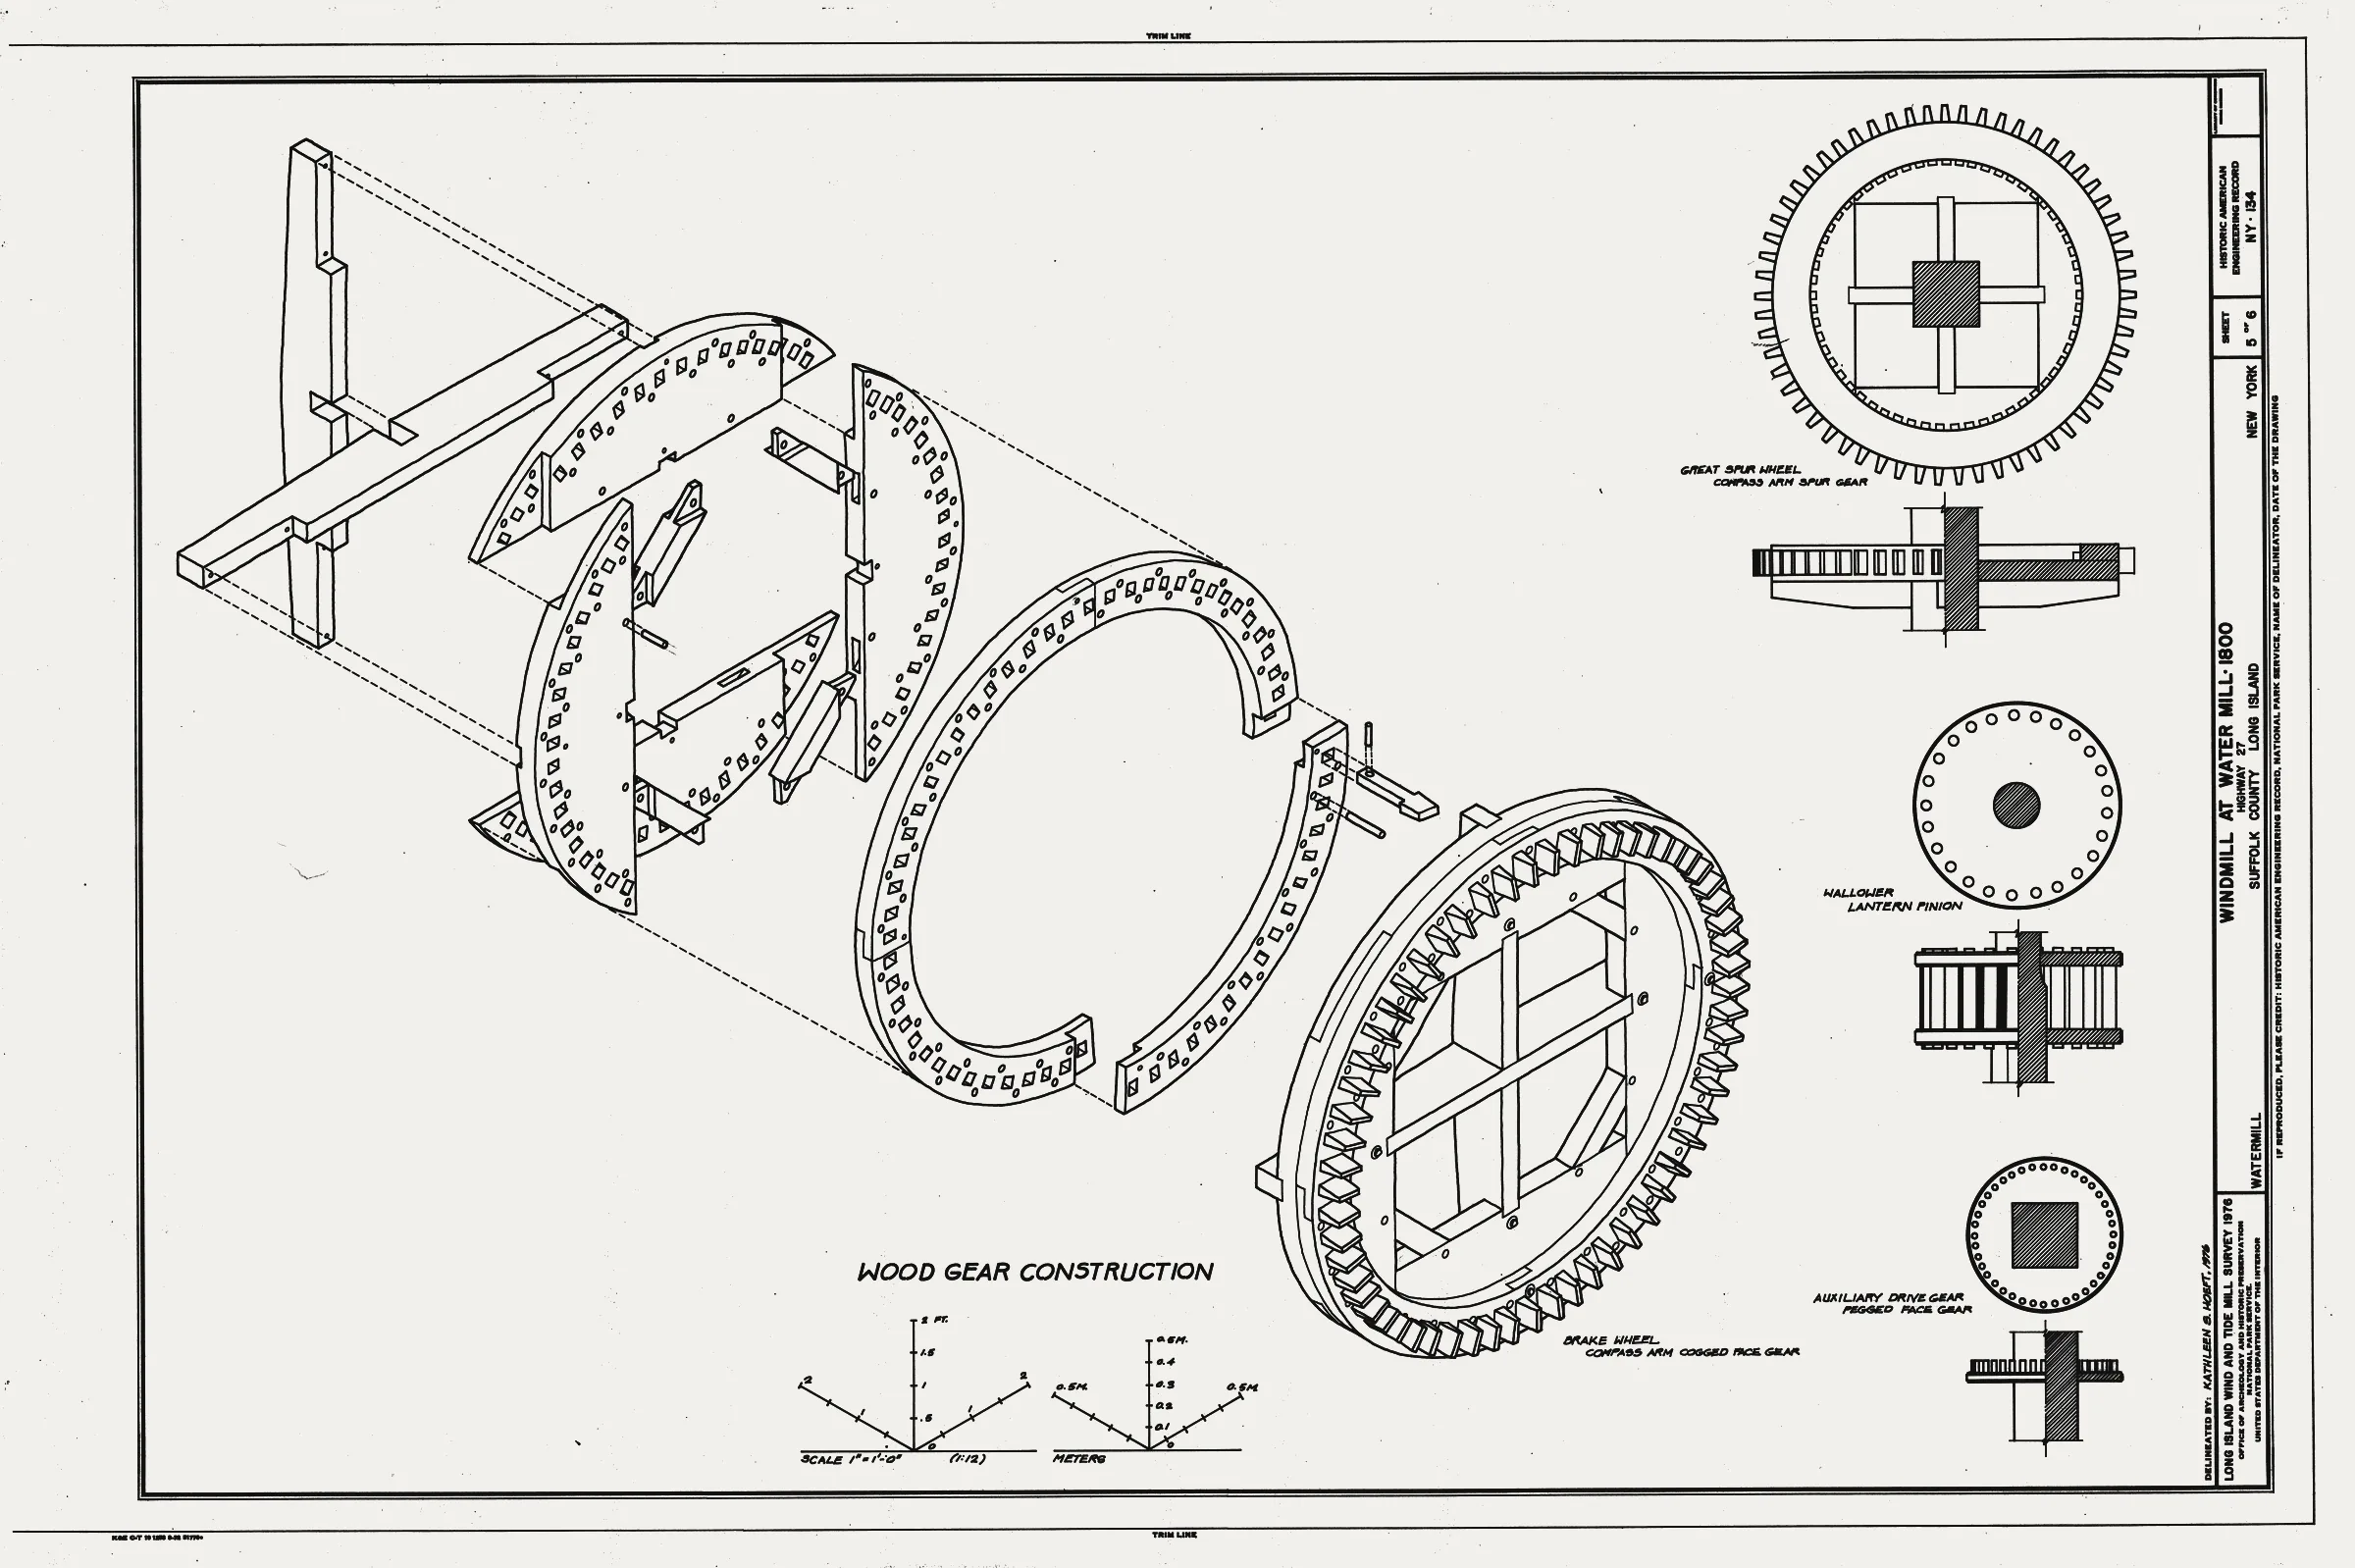 TRIM LINE
GREAT SPUR WHEEL
COMPASS ARM SPUR GEAR
WALLOWER
LANTERN PINION
AUXILIARY DRIVE GEAR
PEGGED FACE GEAR
BRAKE WHEEL
COMPASS ARM COGGED FACE GEAR
WOOD GEAR CONSTRUCTION
2 FT.
1.5
1
.5
0
2
1
1
2
SCALE 1"=1'-0" (1:12)
0.5M.
0.4
0.3
0.2
0.1
0
0.5M.
0.5M.
METERS
HISTORIC AMERICAN
ENGINEERING RECORD
NY-134
SHEET
5 OF 6
WINDMILL AT WATER MILL·1800
HIGHWAY 27
WATERMILL SUFFOLK COUNTY LONG ISLAND NEW YORK
DELINEATED BY: KATHLEEN S. HOEFT, 1976
LONG ISLAND WIND AND TIDE MILL SURVEY 1976
OFFICE OF ARCHEOLOGY AND HISTORIC PRESERVATION
NATIONAL PARK SERVICE
UNITED STATES DEPARTMENT OF THE INTERIOR
IF REPRODUCED, PLEASE CREDIT: HISTORIC AMERICAN ENGINEERING RECORD, NATIONAL PARK SERVICE, NAME OF DELINEATOR, DATE OF THE DRAWING
TRIM LINE